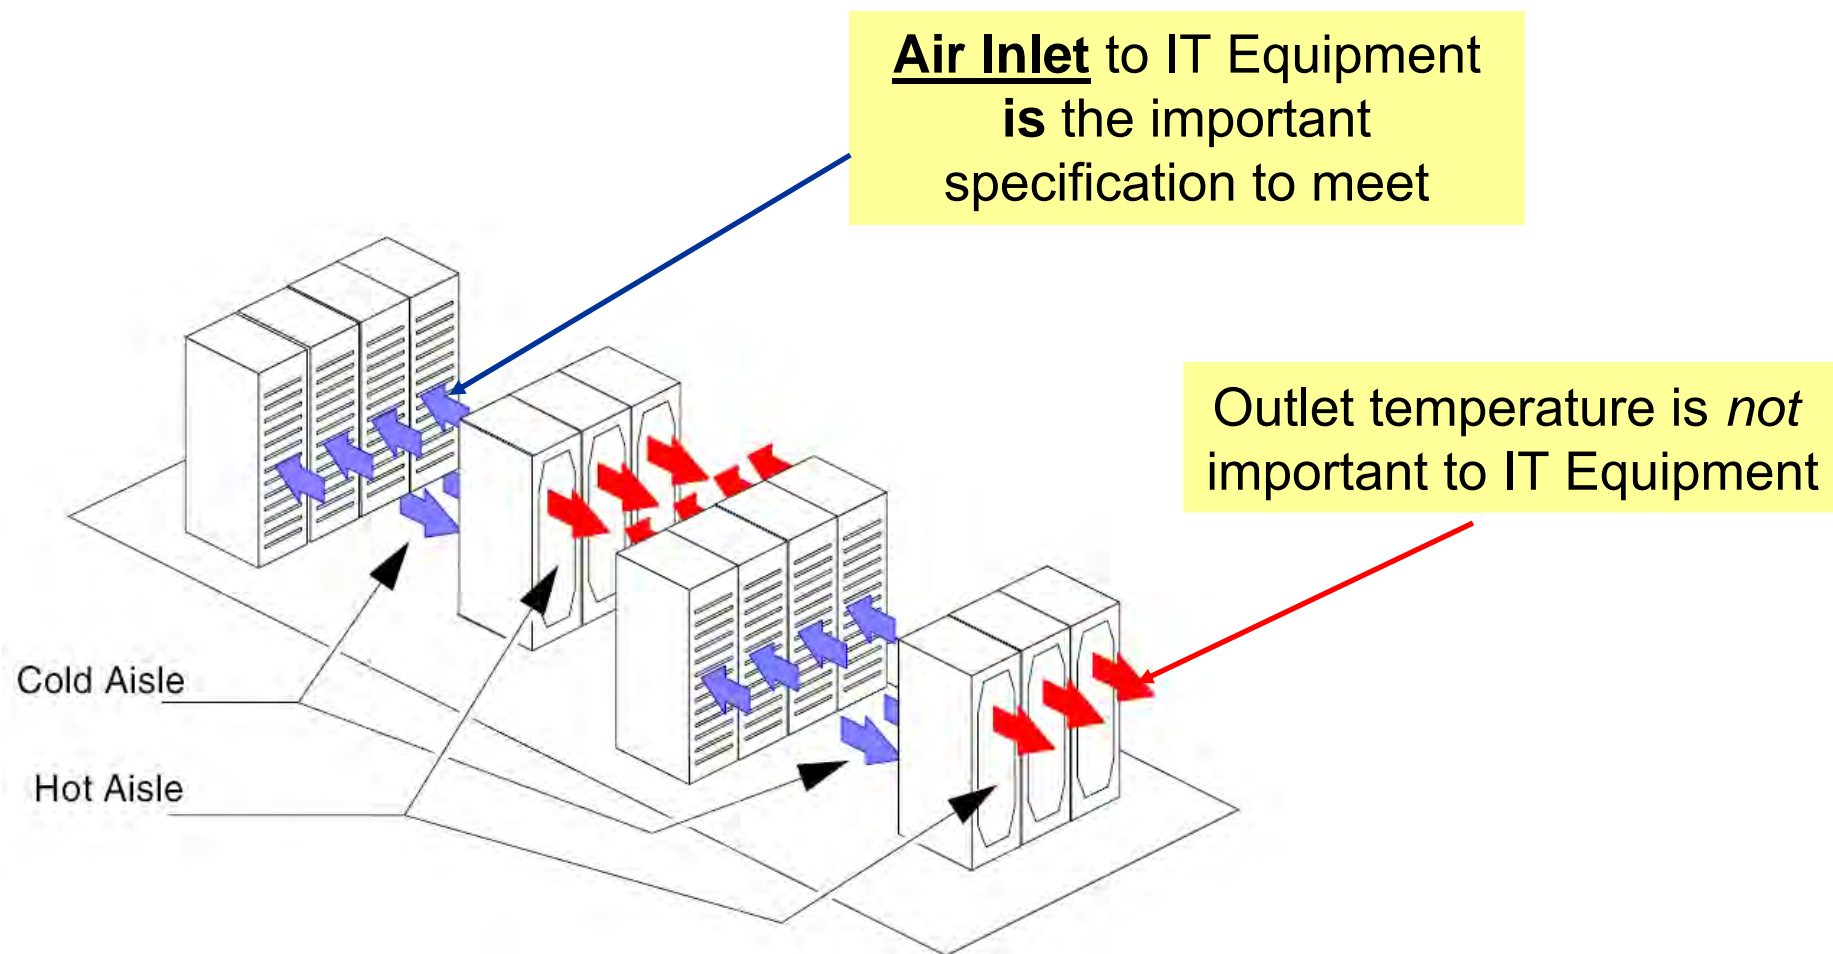 Air Inlet to IT Equipment
is the important
specification to meet
Outlet temperature is not
important to IT Equipment
Cold Aisle
Hot Aisle